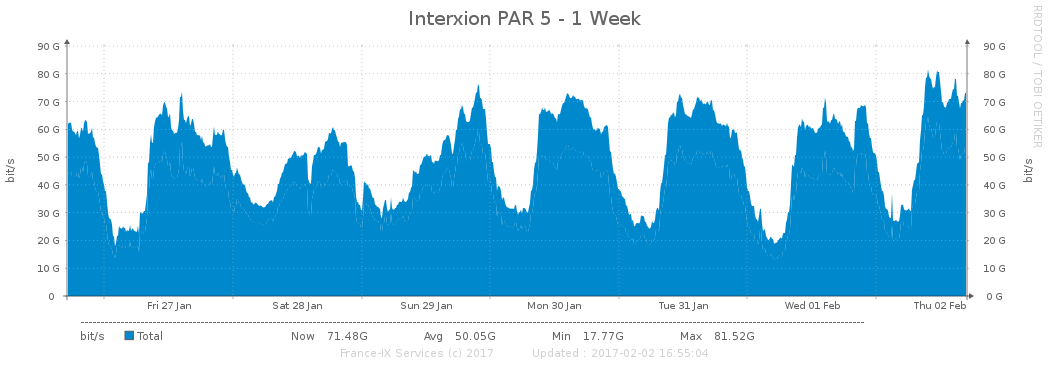 Interxion PAR 5 - 1 Week
RRDTOOL / TOBI OETIKER
90 G 90 G
80 G 80 G
70 G 70 G
60 G 60 G
50 G 50 G
40 G 40 G
30 G 30 G
20 G 20 G
10 G 10 G
0 0 G
bit/s
bit/s
Fri 27 Jan Sat 28 Jan Sun 29 Jan Mon 30 Jan Tue 31 Jan Wed 01 Feb Thu 02 Feb
bit/s Total Now 71.48G Avg 50.05G Min 17.77G Max 81.52G
France-IX Services (c) 2017 Updated : 2017-02-02 16:55:04